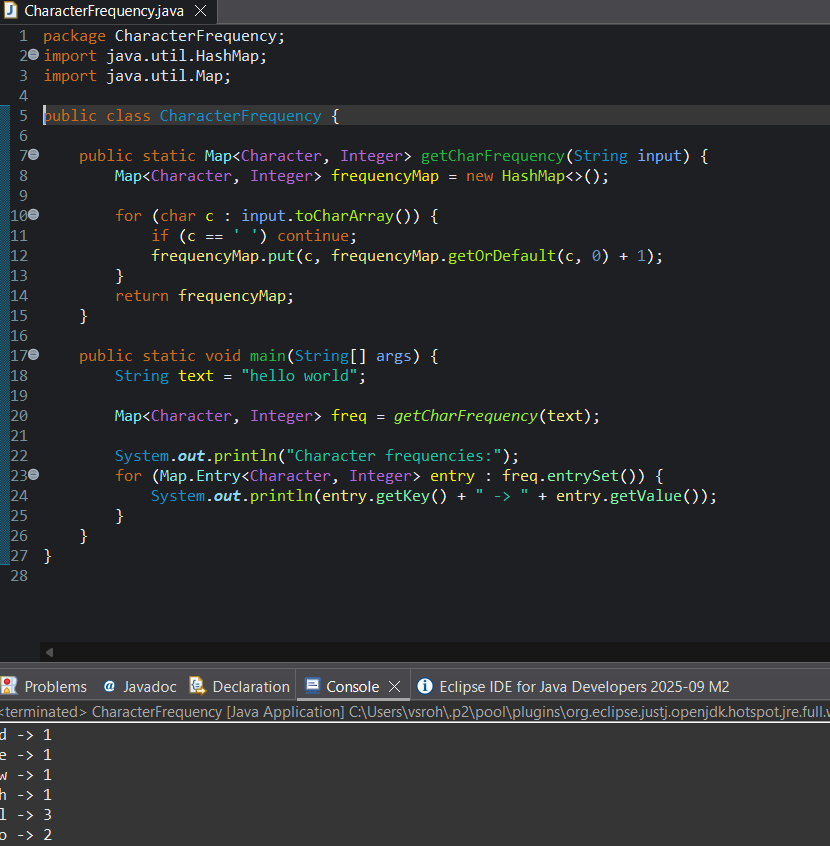 CharacterFrequency.java
1 package CharacterFrequency;
2 import java.util.HashMap;
3 import java.util.Map;
4
5 public class CharacterFrequency {
6
7     public static Map<Character, Integer> getCharFrequency(String input) {
8         Map<Character, Integer> frequencyMap = new HashMap<>();
9
10         for (char c : input.toCharArray()) {
11             if (c == ' ') continue;
12             frequencyMap.put(c, frequencyMap.getOrDefault(c, 0) + 1);
13         }
14         return frequencyMap;
15     }
16
17     public static void main(String[] args) {
18         String text = "hello world";
19
20         Map<Character, Integer> freq = getCharFrequency(text);
21
22         System.out.println("Character frequencies:");
23         for (Map.Entry<Character, Integer> entry : freq.entrySet()) {
24             System.out.println(entry.getKey() + " -> " + entry.getValue());
25         }
26     }
27 }
28
Problems @ Javadoc Declaration Console Eclipse IDE for Java Developers 2025-09 M2
<terminated> CharacterFrequency [Java Application] C:\Users\vsroh\.p2\pool\plugins\org.eclipse.justj.openjdk.hotspot.jre.full.
d -> 1
e -> 1
w -> 1
h -> 1
l -> 3
o -> 2